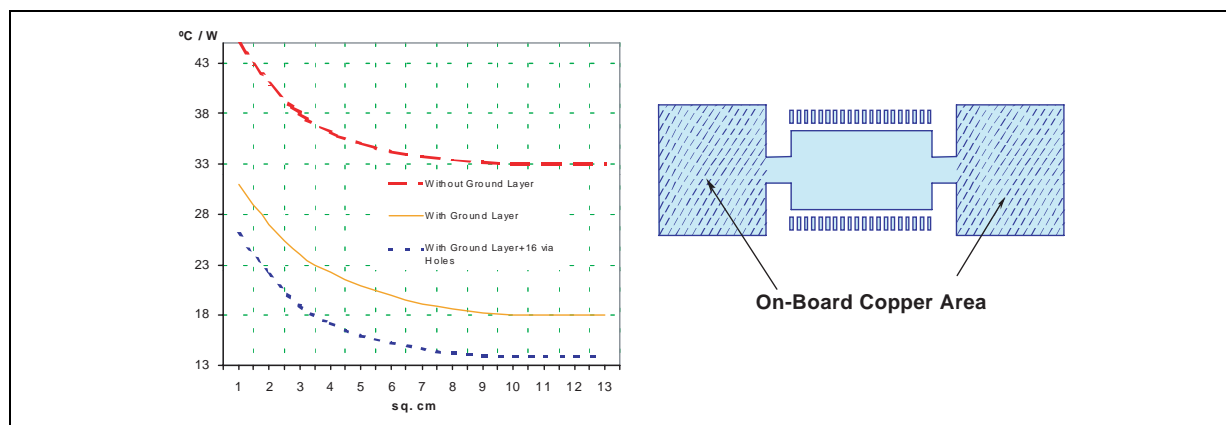 ºC / W
43
38
33
28
23
18
13
Without Ground Layer
With Ground Layer
With Ground Layer+16 via
Holes
1 2 3 4 5 6 7 8 9 10 11 12 13
sq. cm
On-Board Copper Area